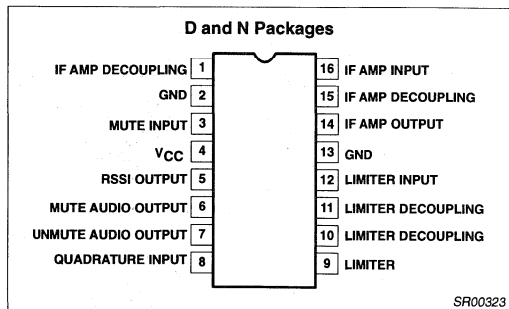 D and N Packages
IF AMP DECOUPLING 1
GND 2
MUTE INPUT 3
VCC 4
RSSI OUTPUT 5
MUTE AUDIO OUTPUT 6
UNMUTE AUDIO OUTPUT 7
QUADRATURE INPUT 8
16 IF AMP INPUT
15 IF AMP DECOUPLING
14 IF AMP OUTPUT
13 GND
12 LIMITER INPUT
11 LIMITER DECOUPLING
10 LIMITER DECOUPLING
9 LIMITER
SR00323